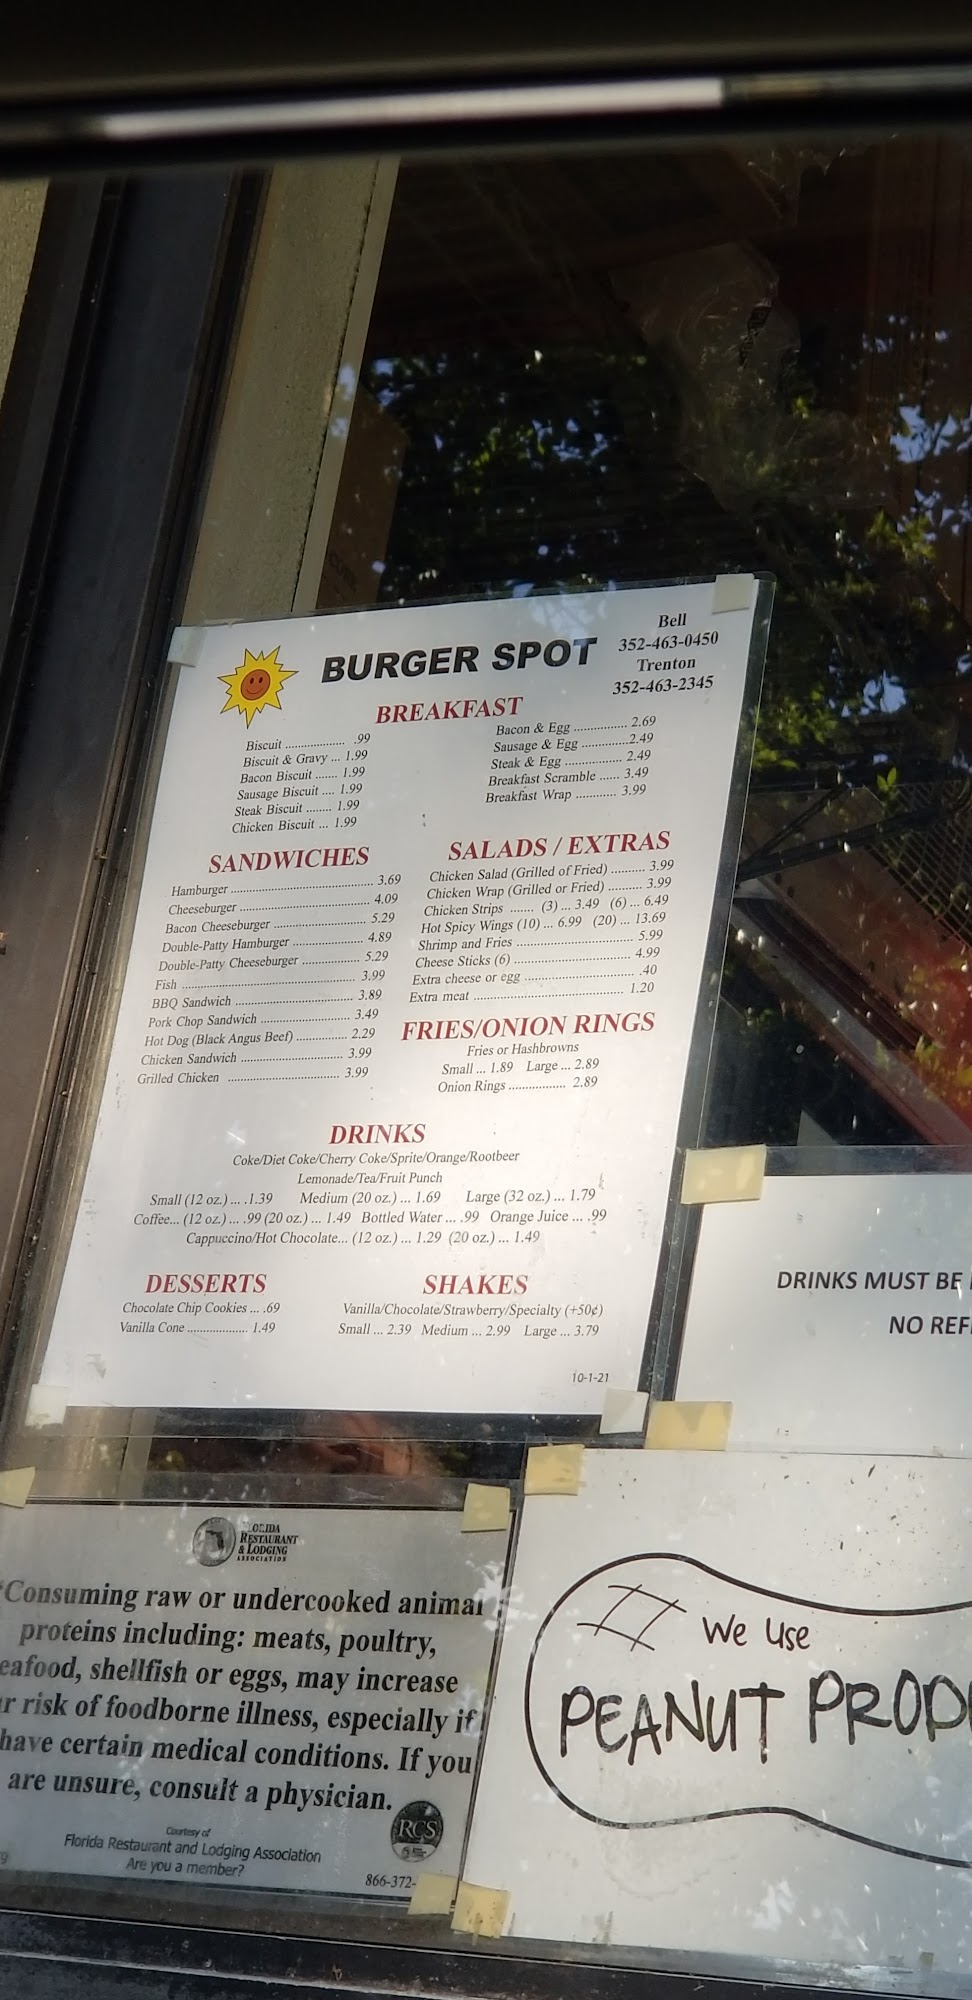 BURGER SPOT
Bell
352-463-0450
Trenton
352-463-2345
BREAKFAST
Biscuit ................... .99
Biscuit & Gravy ... 1.99
Bacon Biscuit ....... 1.99
Sausage Biscuit .... 1.99
Steak Biscuit ........ 1.99
Chicken Biscuit ... 1.99
Bacon & Egg ................ 2.69
Sausage & Egg ..............2.49
Steak & Egg .................. 2.49
Breakfast Scramble ...... 3.49
Breakfast Wrap ............ 3.99
SANDWICHES
Hamburger .......................................... 3.69
Cheeseburger ....................................... 4.09
Bacon Cheeseburger ............................ 5.29
Double-Patty Hamburger ..................... 4.89
Double-Patty Cheeseburger ................. 5.29
Fish ..................................................... 3.99
BBQ Sandwich .................................... 3.89
Pork Chop Sandwich ........................... 3.49
Hot Dog (Black Angus Beef) ............... 2.29
Chicken Sandwich ............................... 3.99
Grilled Chicken .................................. 3.99
SALADS / EXTRAS
Chicken Salad (Grilled of Fried) .......... 3.99
Chicken Wrap (Grilled or Fried) .......... 3.99
Chicken Strips ....... (3) ... 3.49 (6) ... 6.49
Hot Spicy Wings (10) ... 6.99 (20) ... 13.69
Shrimp and Fries ................................... 5.99
Cheese Sticks (6) ................................... 4.99
Extra cheese or egg ................................. .40
Extra meat ............................................. 1.20
FRIES/ONION RINGS
Fries or Hashbrowns
Small ... 1.89 Large ... 2.89
Onion Rings ................. 2.89
DRINKS
Coke/Diet Coke/Cherry Coke/Sprite/Orange/Rootbeer
Lemonade/Tea/Fruit Punch
Small (12 oz.) ... .1.39 Medium (20 oz.) ... 1.69 Large (32 oz.) ... 1.79
Coffee... (12 oz.) ... .99 (20 oz.) ... 1.49 Bottled Water ... .99 Orange Juice ... .99
Cappuccino/Hot Chocolate... (12 oz.) ... 1.29 (20 oz.) ... 1.49
DESSERTS
Chocolate Chip Cookies ... .69
Vanilla Cone ................... 1.49
SHAKES
Vanilla/Chocolate/Strawberry/Specialty (+50¢)
Small ... 2.39 Medium ... 2.99 Large ... 3.79
10-1-21
DRINKS MUST BE
NO
FLORIDA
RESTAURANT
& LODGING
ASSOCIATION
Consuming raw or undercooked animal
proteins including: meats, poultry,
eafood, shellfish or eggs, may increase
r risk of foodborne illness, especially if
have certain medical conditions. If you
are unsure, consult a physician.
RCS
Courtesy of
Florida Restaurant and Lodging Association
Are you a member?
866-372-
We Use
PEANUT PROD